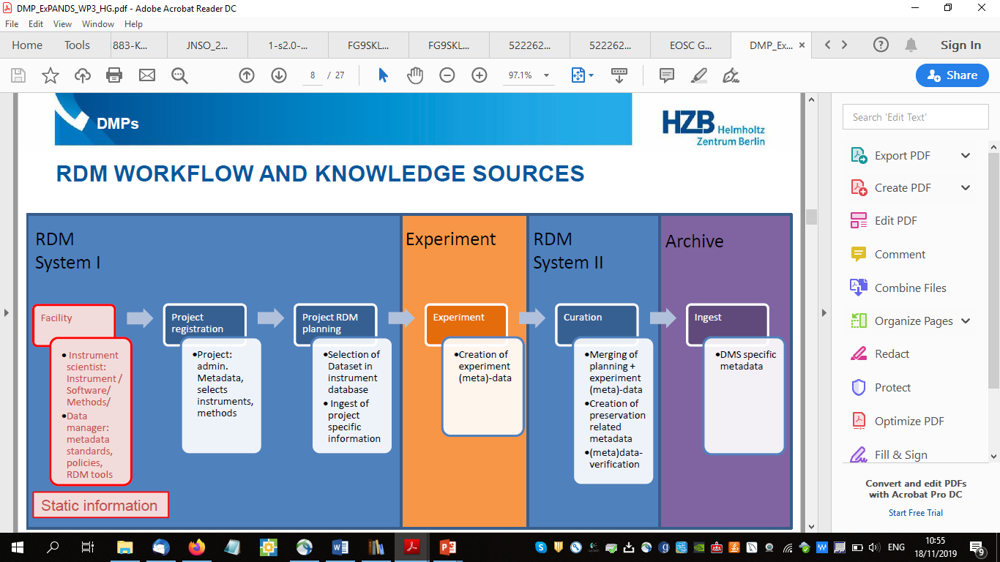 DMP_ExPANDS_WP3_HG.pdf - Adobe Acrobat Reader DC
File Edit View Window Help
Home Tools 883-K... JNSO_2... 1-s2.0-... FG9SKL... FG9SKL... 522262... 522262... EOSC G... DMP_Ex... × Sign In
8 / 27 97.1% Share
DMPs
HZB Helmholtz
Zentrum Berlin
RDM WORKFLOW AND KNOWLEDGE SOURCES
RDM
System I
Experiment
RDM
System II
Archive
Facility
•Instrument
scientist:
Instrument /
Software/
Methods/
•Data
manager:
metadata
standards,
policies,
RDM tools
Project
registration
•Project:
admin.
Metadata,
selects
instruments,
methods
Project RDM
planning
•Selection of
Dataset in
instrument
database
• Ingest of
project
specific
information
Experiment
•Creation of
experiment
(meta)-data
Curation
•Merging of
planning +
experiment
(meta)-data
•Creation of
preservation
related
metadata
•(meta)data-
verification
Ingest
•DMS specific
metadata
Static information
Search 'Edit Text'
Export PDF
Create PDF
Edit PDF
Comment
Combine Files
Organize Pages
Redact
Protect
Optimize PDF
Fill & Sign
Convert and edit PDFs
with Acrobat Pro DC
Start Free Trial
ENG
10:55
18/11/2019
9